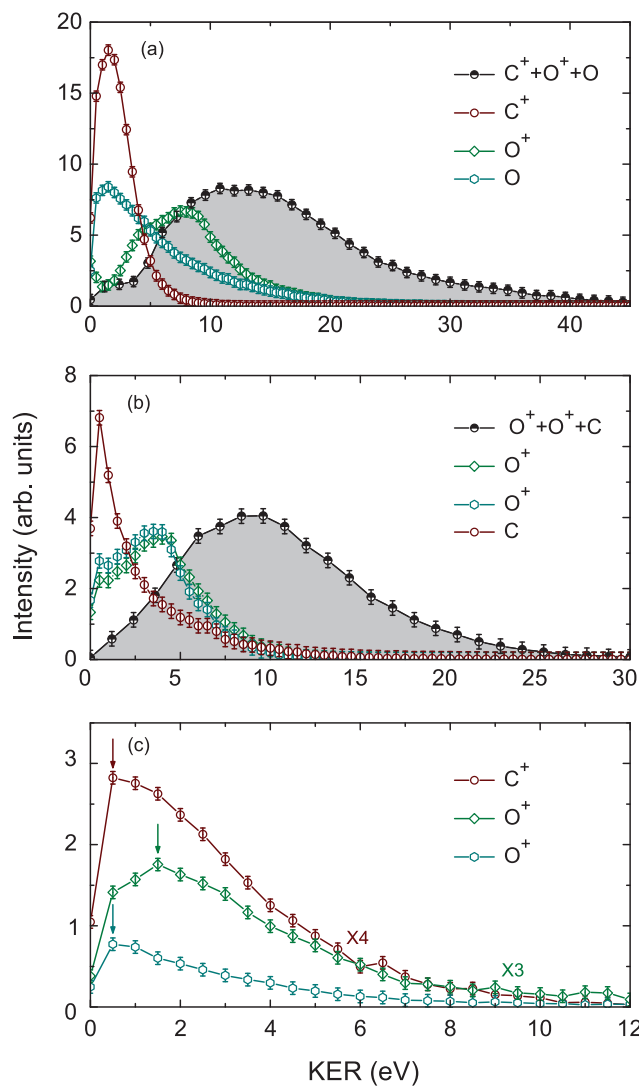 (a)
C⁺+O⁺+O
C⁺
O⁺
O
20
15
10
5
0
0 10 20 30 40
(b)
O⁺+O⁺+C
O⁺
O⁺
C
8
6
4
2
0
0 5 10 15 20 25 30
Intensity (arb. units)
(c)
C⁺
O⁺
O⁺
3
2
1
0
X4
X3
0 2 4 6 8 10 12
KER (eV)